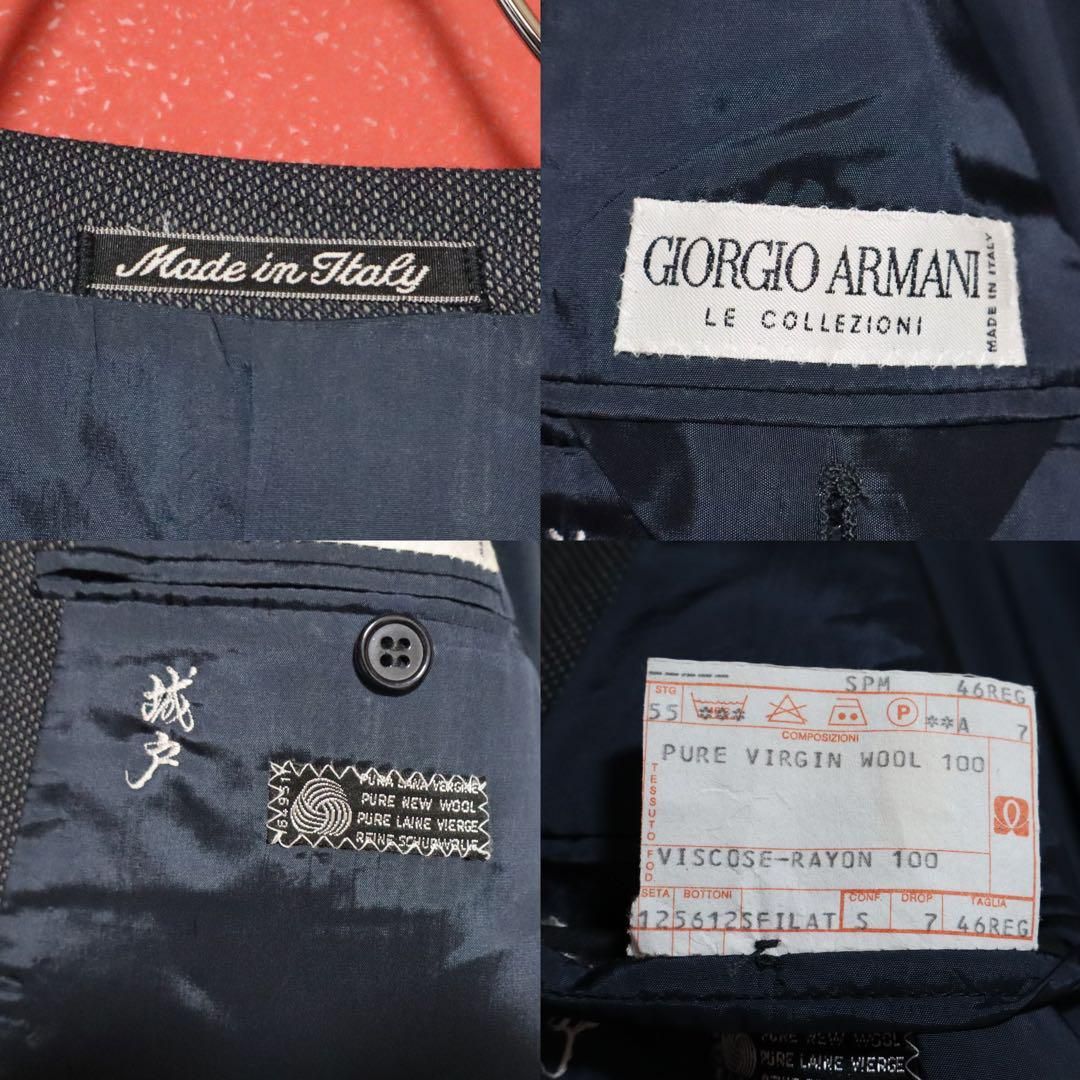 Made in Italy
GIORGIO ARMANI
LE COLLEZIONI
MADE IN ITALY
城戸
PURA LANA VERGINE
PURE NEW WOOL
PURE LAINE VIERGE
REINE SCHURWOLLE
SPM 46REG
STG
55 *** P **A 7
COMPOSIZIONI
PURE VIRGIN WOOL 100
TESSUTO
FOD.
VISCOSE-RAYON 100
SETA BOTTONI CONF. DROP TAGLIA
125612SFILAT S 7 46REG
PURE NEW WOOL
PURE LAINE VIERGE